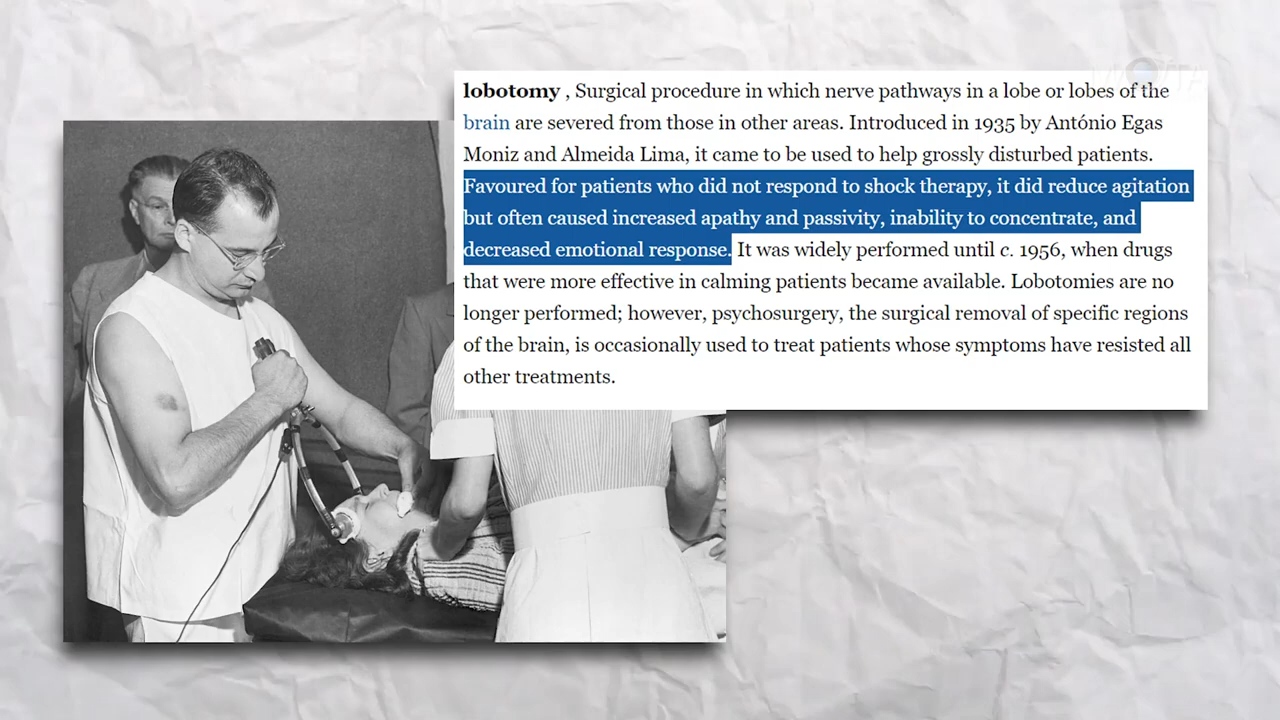 lobotomy , Surgical procedure in which nerve pathways in a lobe or lobes of the
brain are severed from those in other areas. Introduced in 1935 by António Egas
Moniz and Almeida Lima, it came to be used to help grossly disturbed patients.
Favoured for patients who did not respond to shock therapy, it did reduce agitation
but often caused increased apathy and passivity, inability to concentrate, and
decreased emotional response. It was widely performed until c. 1956, when drugs
that were more effective in calming patients became available. Lobotomies are no
longer performed; however, psychosurgery, the surgical removal of specific regions
of the brain, is occasionally used to treat patients whose symptoms have resisted all
other treatments.